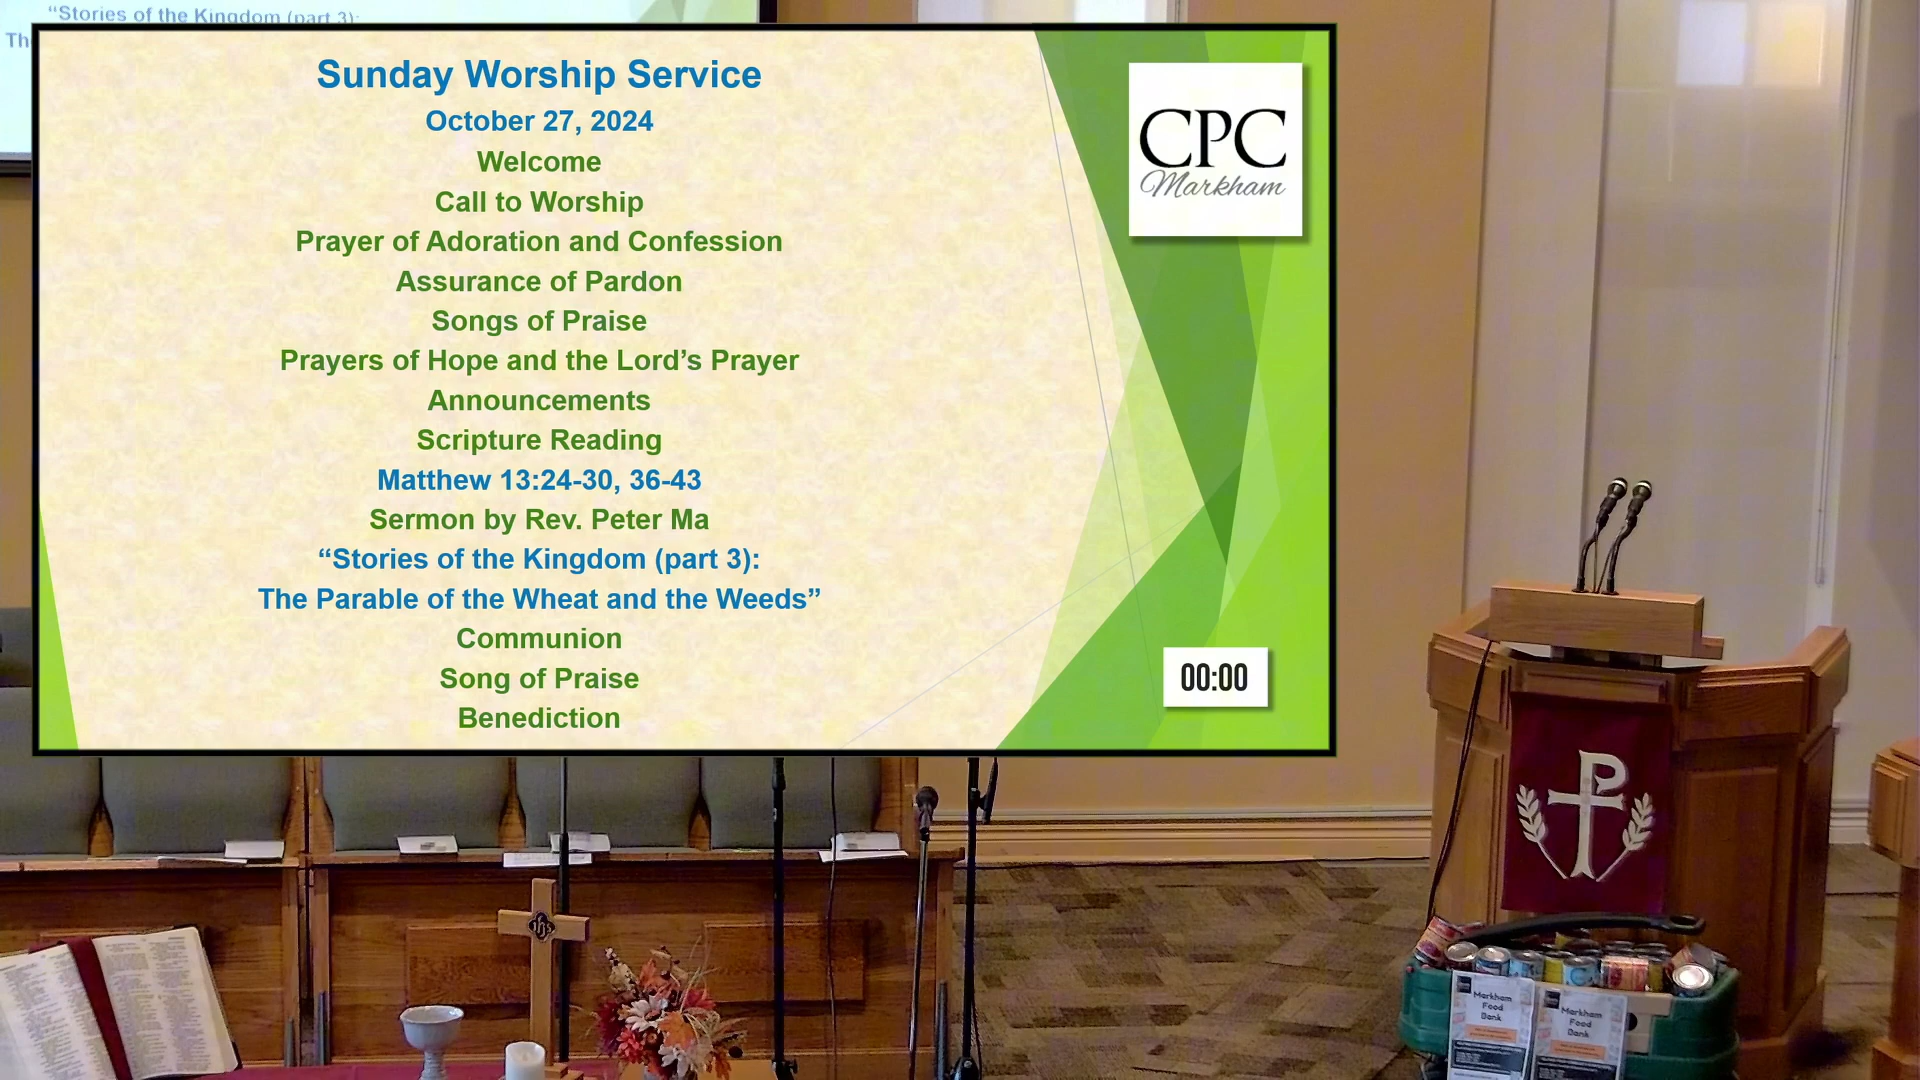 “Stories of the Kingdom (part 3):
Th
Sunday Worship Service
October 27, 2024
Welcome
Call to Worship
Prayer of Adoration and Confession
Assurance of Pardon
Songs of Praise
Prayers of Hope and the Lord’s Prayer
Announcements
Scripture Reading
Matthew 13:24-30, 36-43
Sermon by Rev. Peter Ma
“Stories of the Kingdom (part 3):
The Parable of the Wheat and the Weeds”
Communion
Song of Praise
Benediction
CPC
Markham
00:00
ihs
Markham
Food
Bank
Markham
Food
Bank